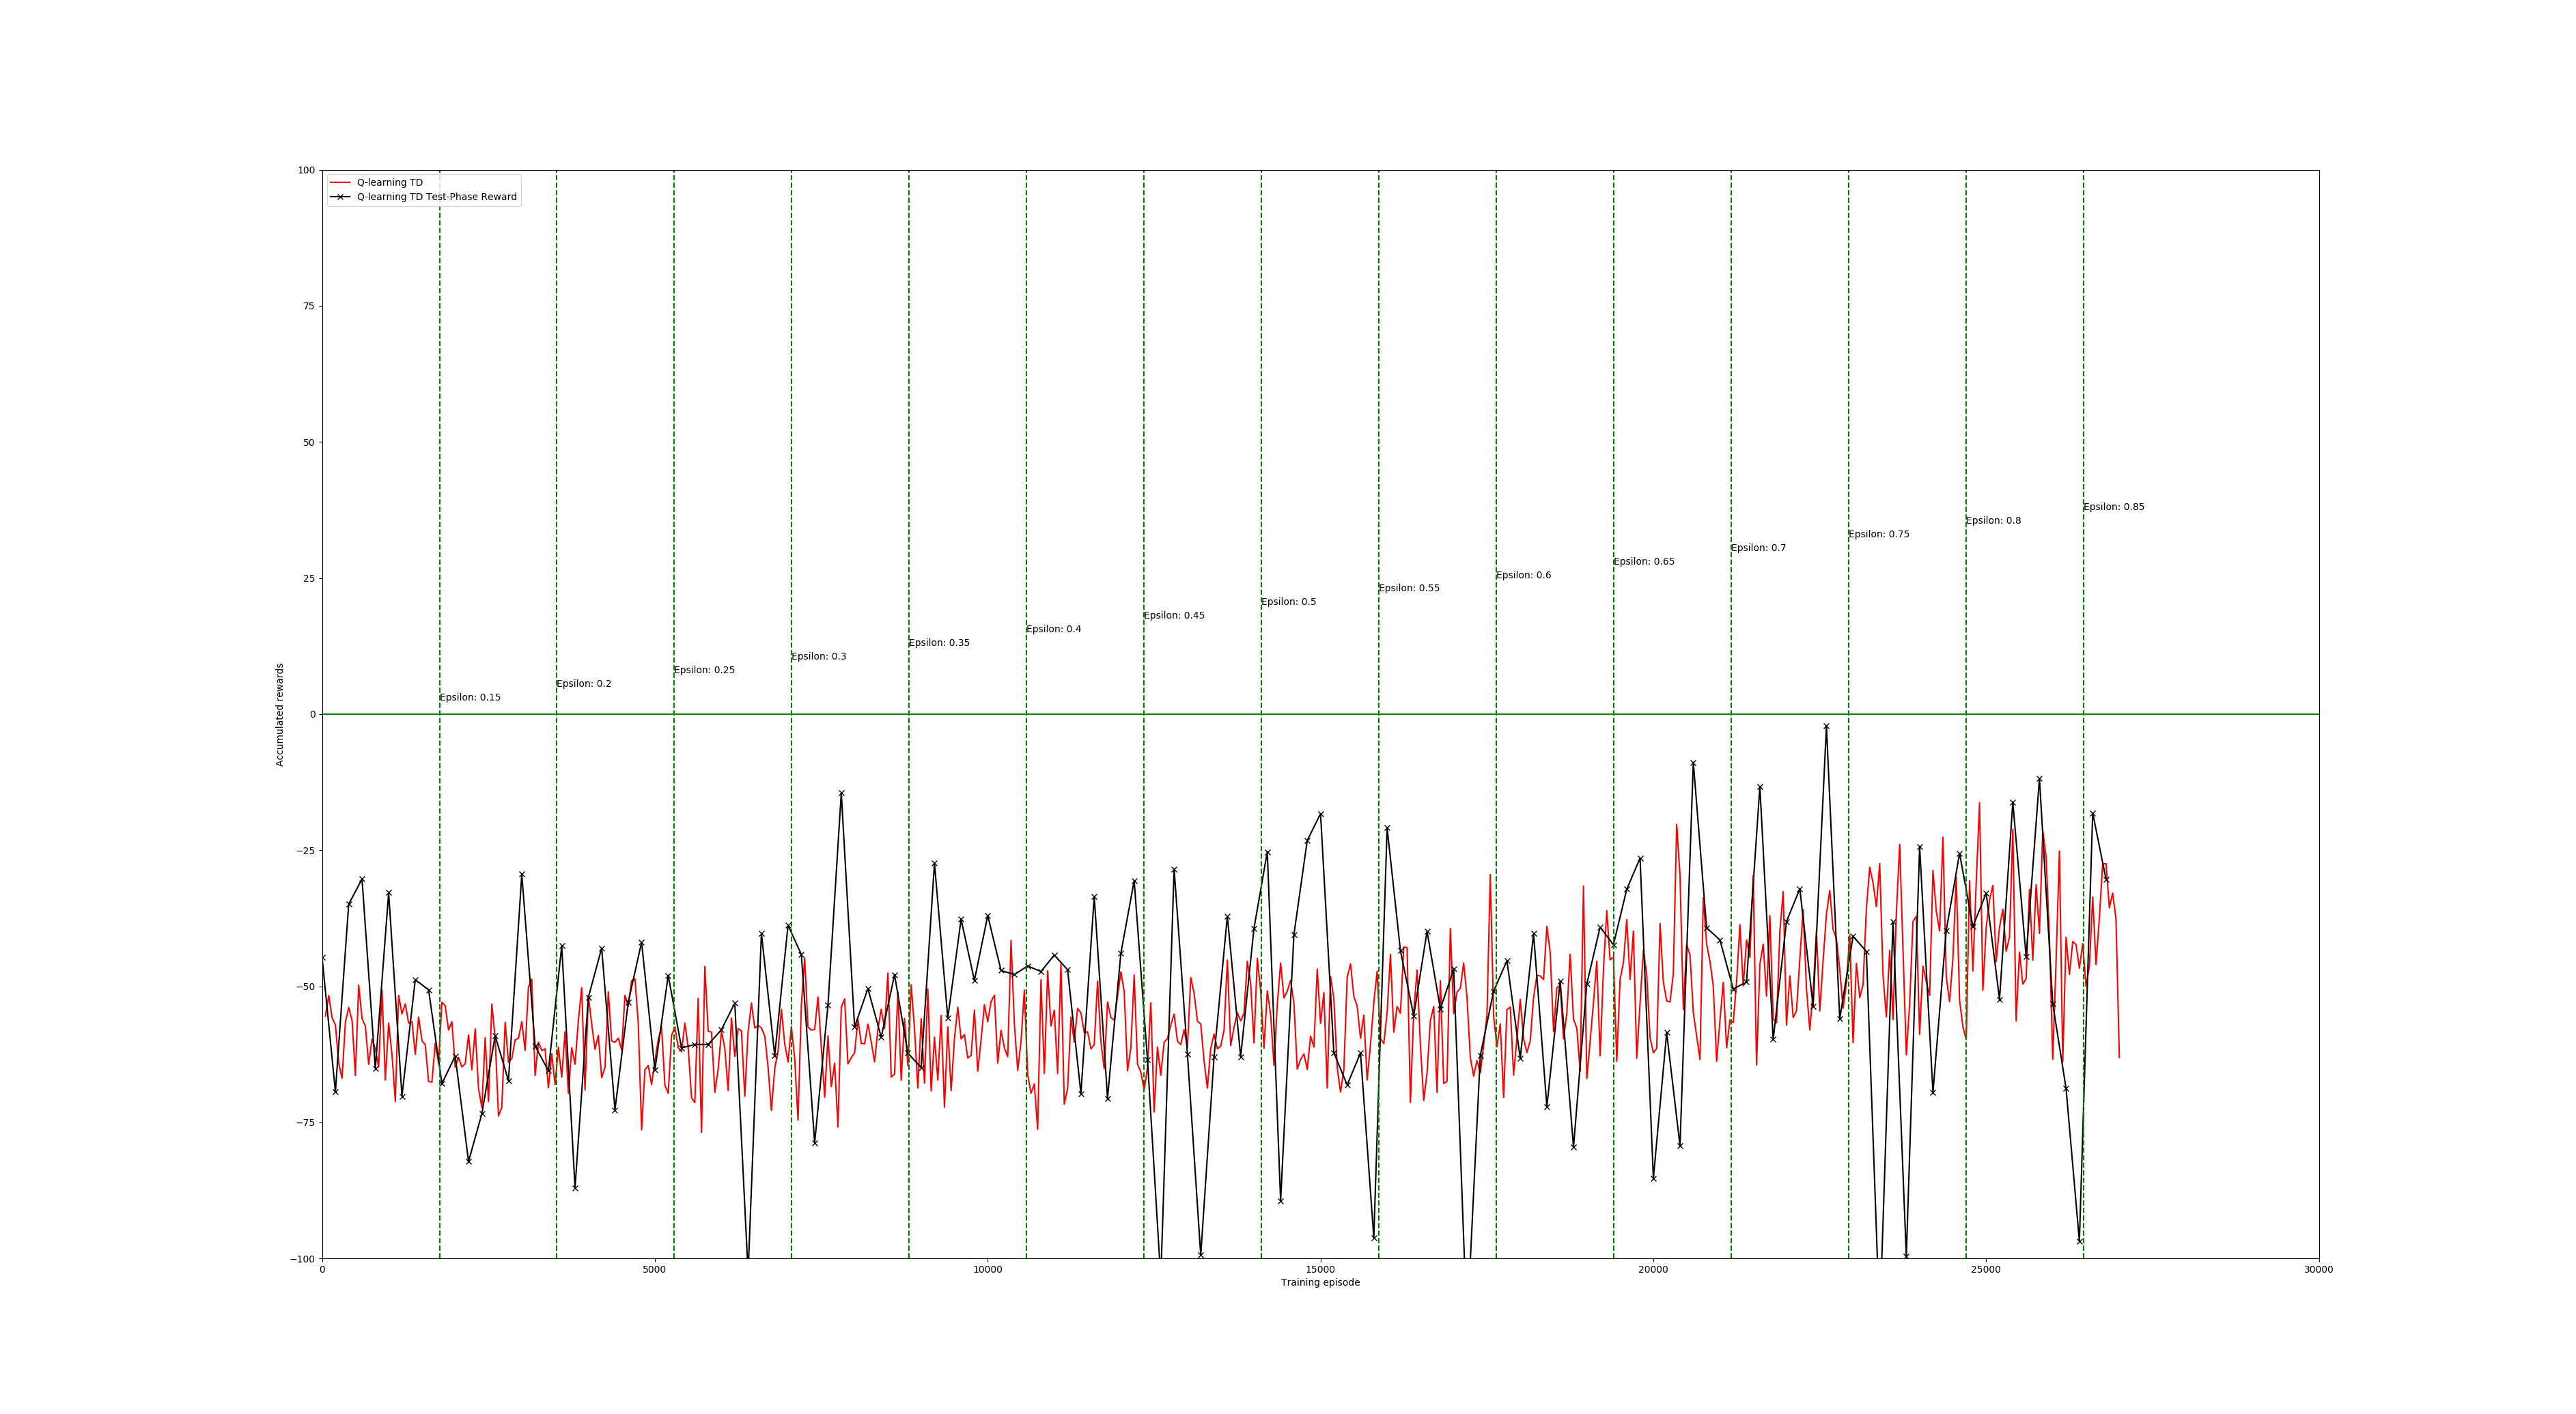 100
Q-learning TD
Q-learning TD Test-Phase Reward
75
50
Epsilon: 0.85
Epsilon: 0.8
Epsilon: 0.75
Epsilon: 0.7
Epsilon: 0.65
25
Epsilon: 0.6
Epsilon: 0.55
Epsilon: 0.5
Epsilon: 0.45
Epsilon: 0.4
Epsilon: 0.35
Epsilon: 0.3
Epsilon: 0.25
Epsilon: 0.2
Epsilon: 0.15
0
Accumulated rewards
−25
−50
−75
−100
0 5000 10000 15000 20000 25000 30000
Training episode